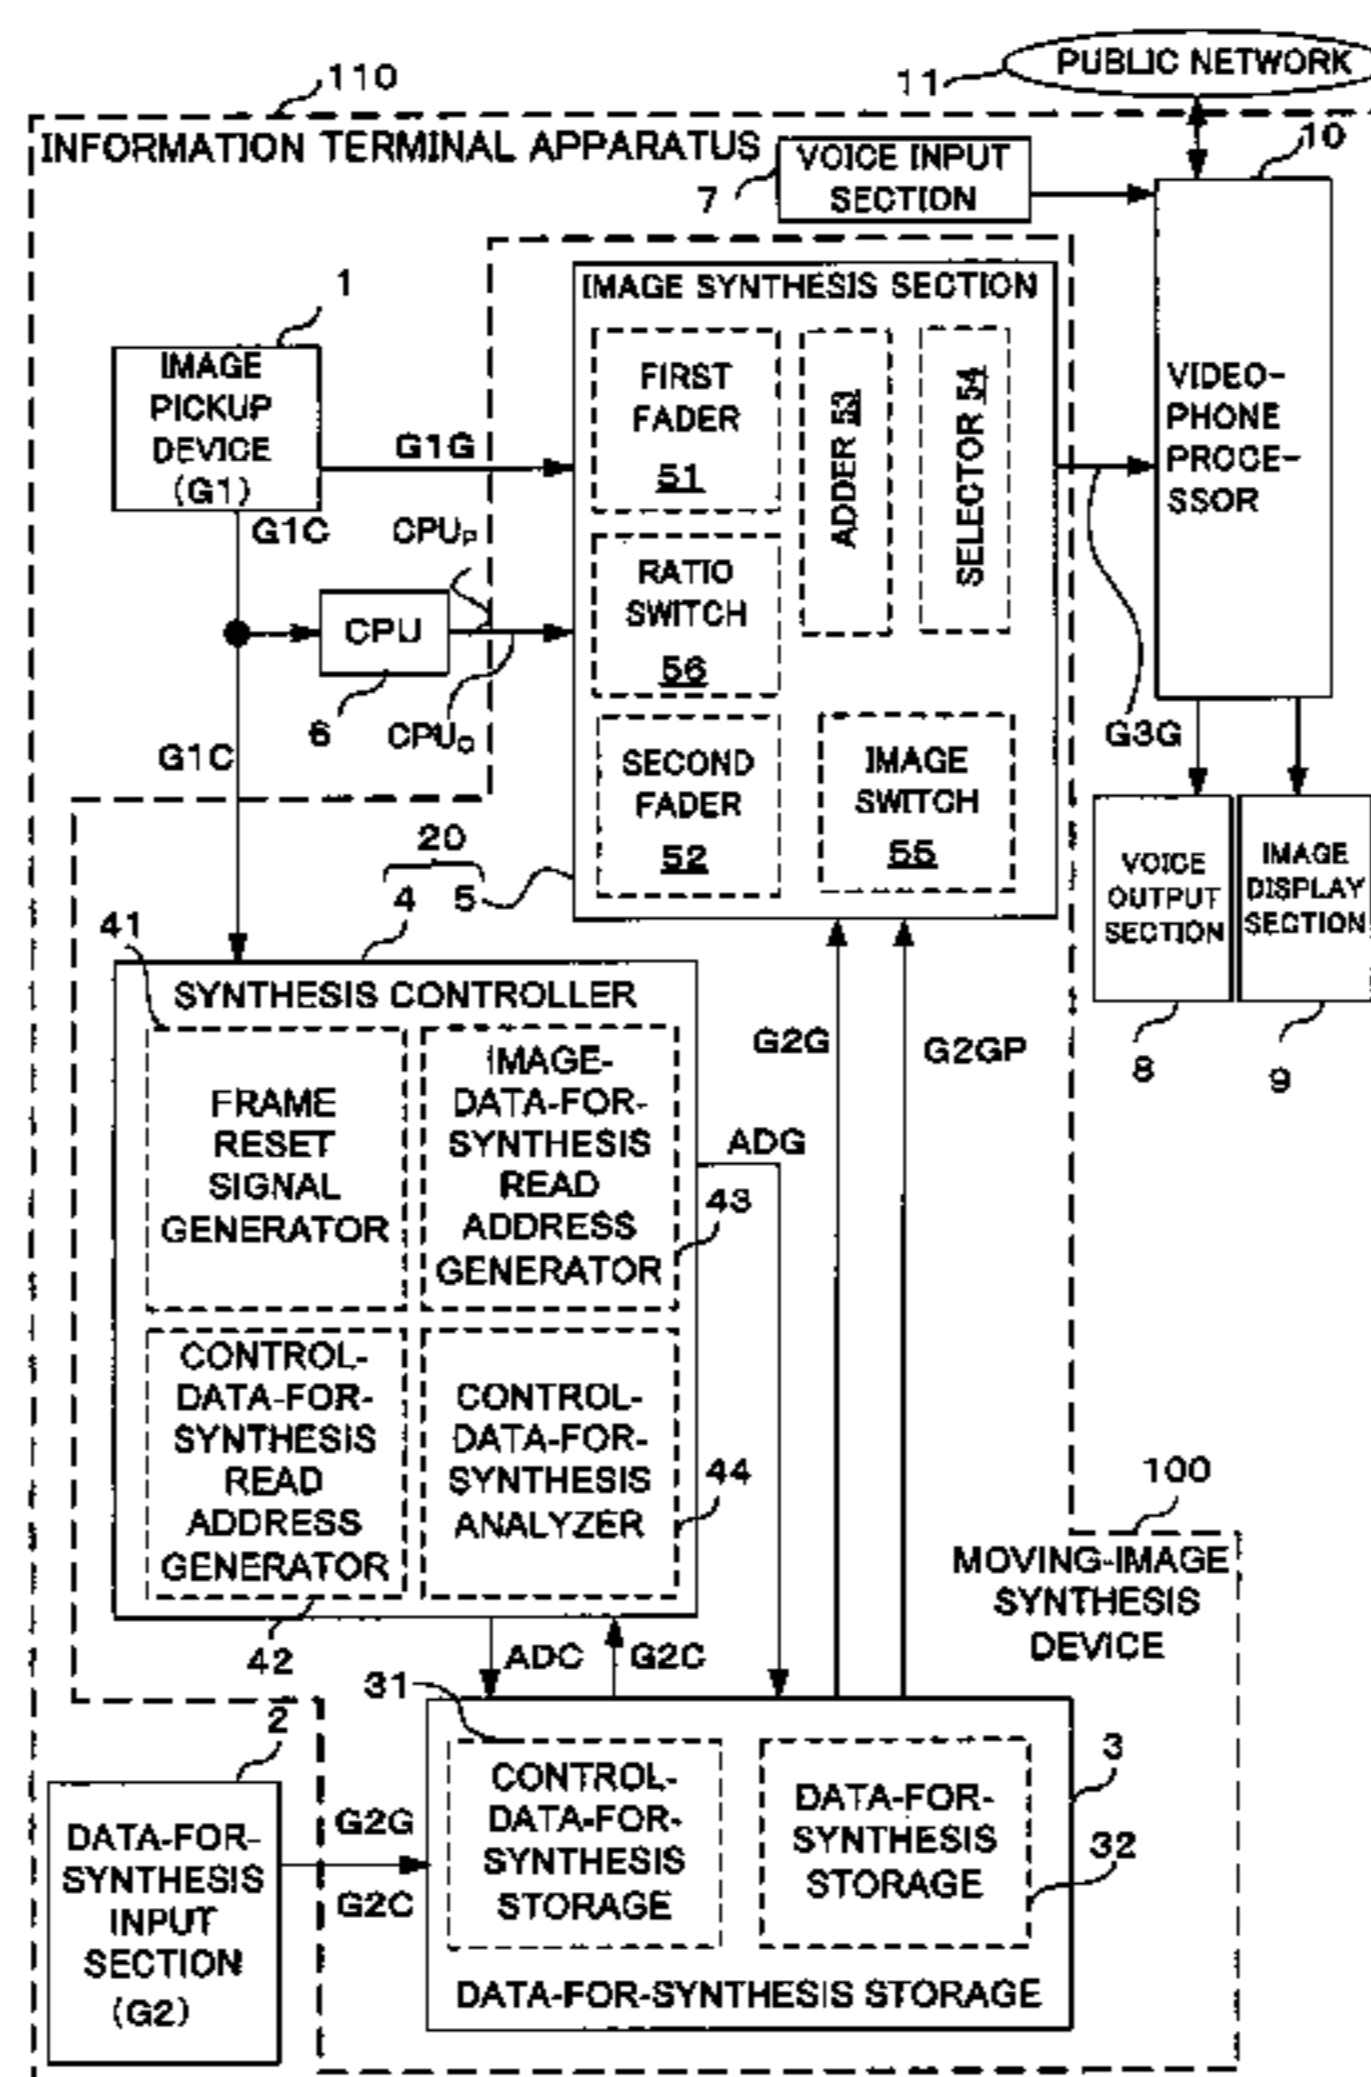 PUBLIC NETWORK
11
110
INFORMATION TERMINAL APPARATUS
VOICE INPUT
SECTION
7
10
VIDEO-
PHONE
PROCE-
SSOR
1
IMAGE
PICKUP
DEVICE
(G1)
G1G
G1C
CPUP
CPU
6
CPUO
G1C
IMAGE SYNTHESIS SECTION
FIRST
FADER
51
ADDER 53
SELECTOR 54
RATIO
SWITCH
56
SECOND
FADER
52
IMAGE
SWITCH
55
G3G
VOICE
OUTPUT
SECTION
8
IMAGE
DISPLAY
SECTION
9
20
4
5
41
SYNTHESIS CONTROLLER
FRAME
RESET
SIGNAL
GENERATOR
IMAGE-
DATA-FOR-
SYNTHESIS
READ
ADDRESS
GENERATOR
43
ADG
G2G
G2GP
CONTROL-
DATA-FOR-
SYNTHESIS
READ
ADDRESS
GENERATOR
42
CONTROL-
DATA-FOR-
SYNTHESIS
ANALYZER
44
100
MOVING-IMAGE
SYNTHESIS
DEVICE
ADC
G2C
31
2
DATA-FOR-
SYNTHESIS
INPUT
SECTION
(G2)
G2G
G2C
CONTROL-
DATA-FOR-
SYNTHESIS
STORAGE
DATA-FOR-
SYNTHESIS
STORAGE
3
32
DATA-FOR-SYNTHESIS STORAGE